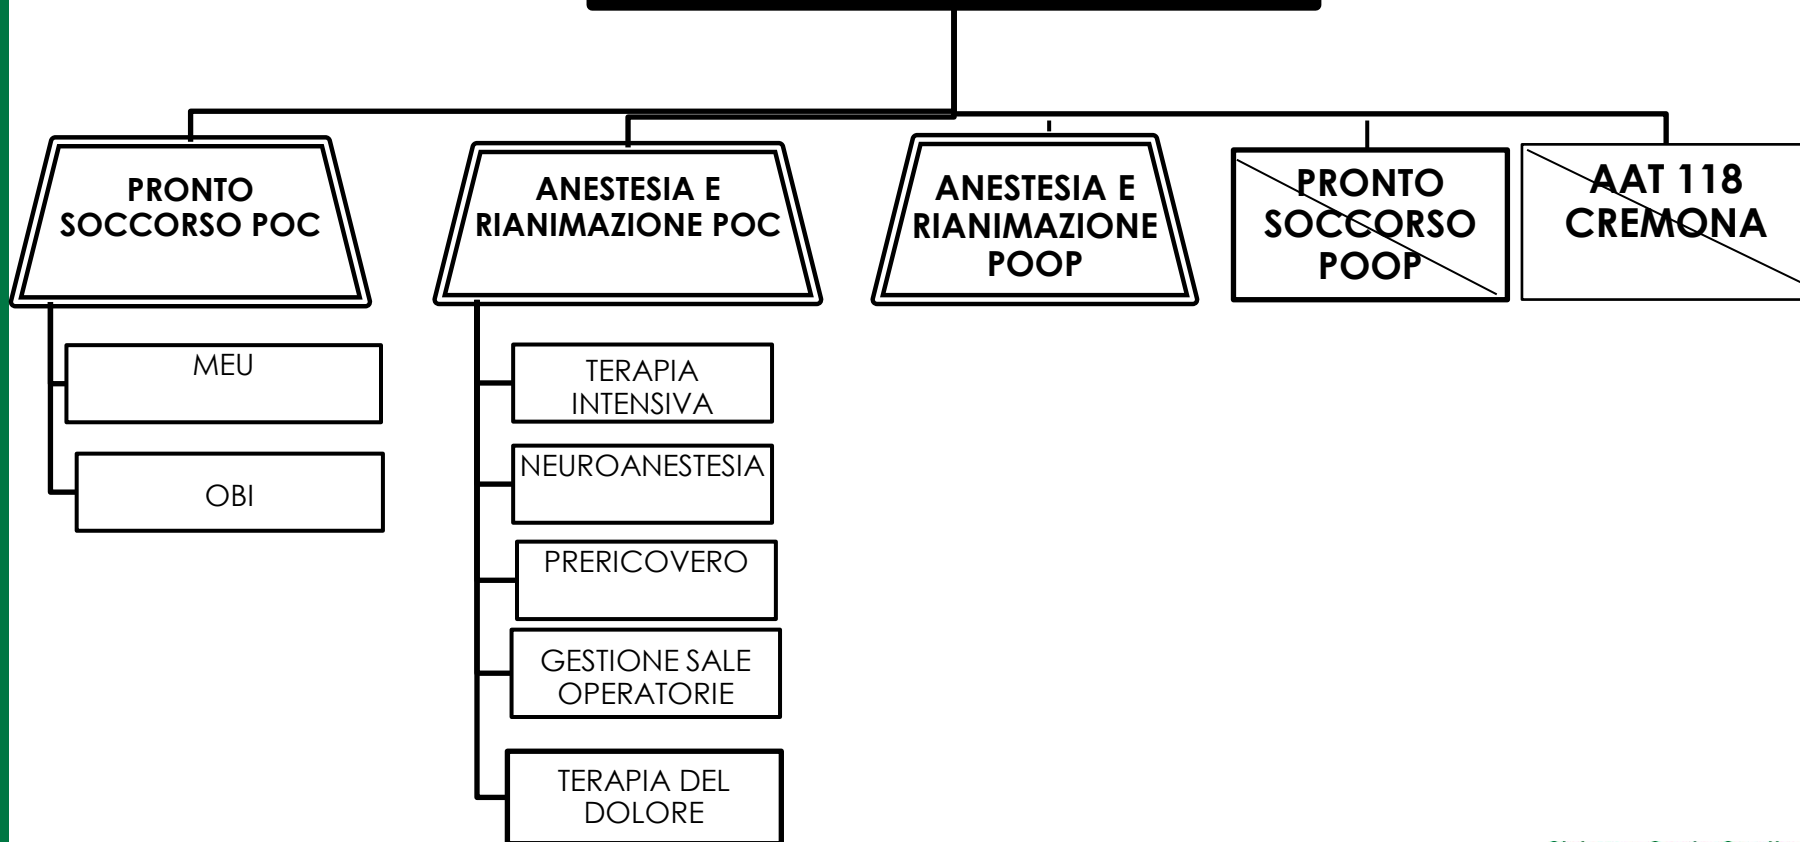 PRONTO
SOCCORSO POC
ANESTESIA E
RIANIMAZIONE POC
ANESTESIA E
RIANIMAZIONE
POOP
PRONTO
SOCCORSO
POOP
AAT 118
CREMONA
MEU
OBI
TERAPIA
INTENSIVA
NEUROANESTESIA
PRERICOVERO
GESTIONE SALE
OPERATORIE
TERAPIA DEL
DOLORE